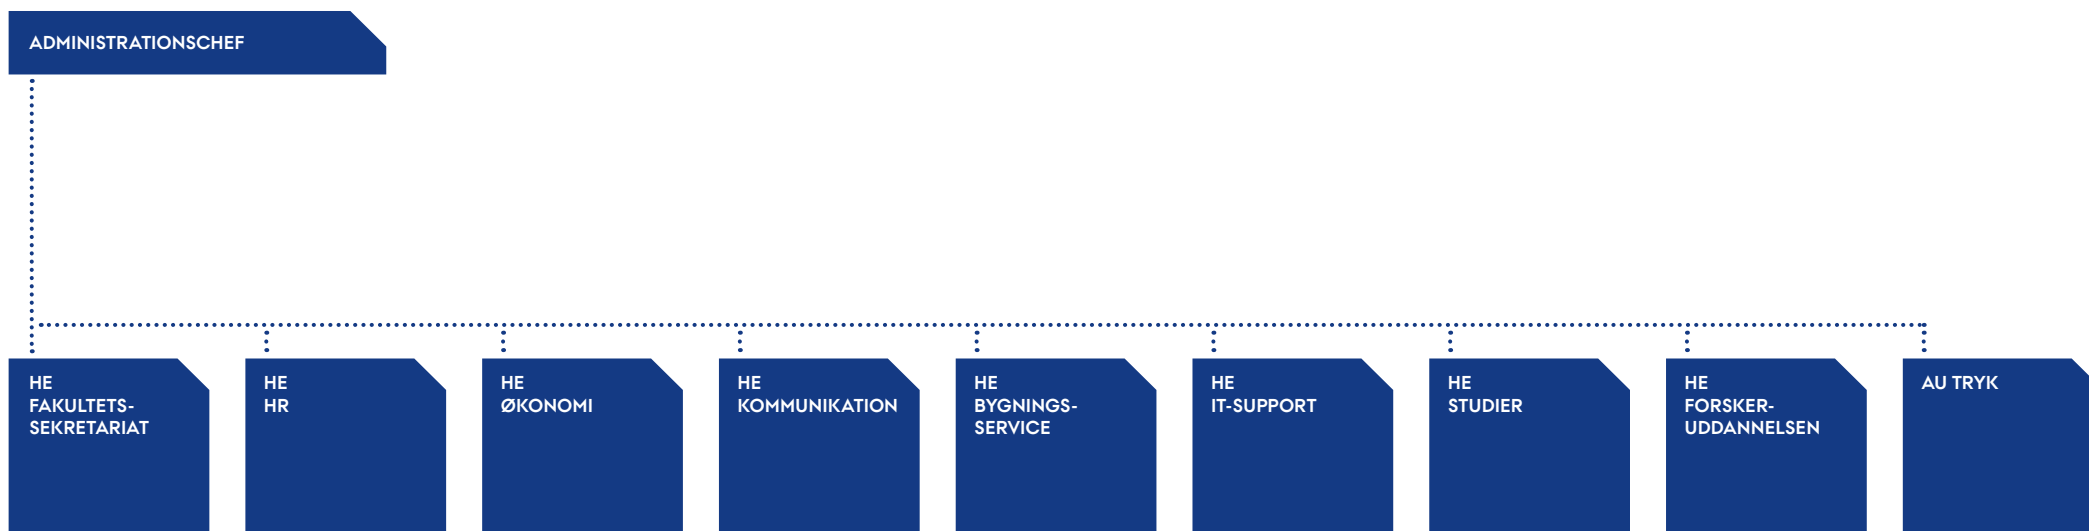 ADMINISTRATIONSCHEF
HE
FAKULTETS-
SEKRETARIAT
HE
HR
HE
ØKONOMI
HE
KOMMUNIKATION
HE
BYGNINGS-
SERVICE
HE
IT-SUPPORT
HE
STUDIER
HE
FORSKER-
UDDANNELSEN
AU TRYK